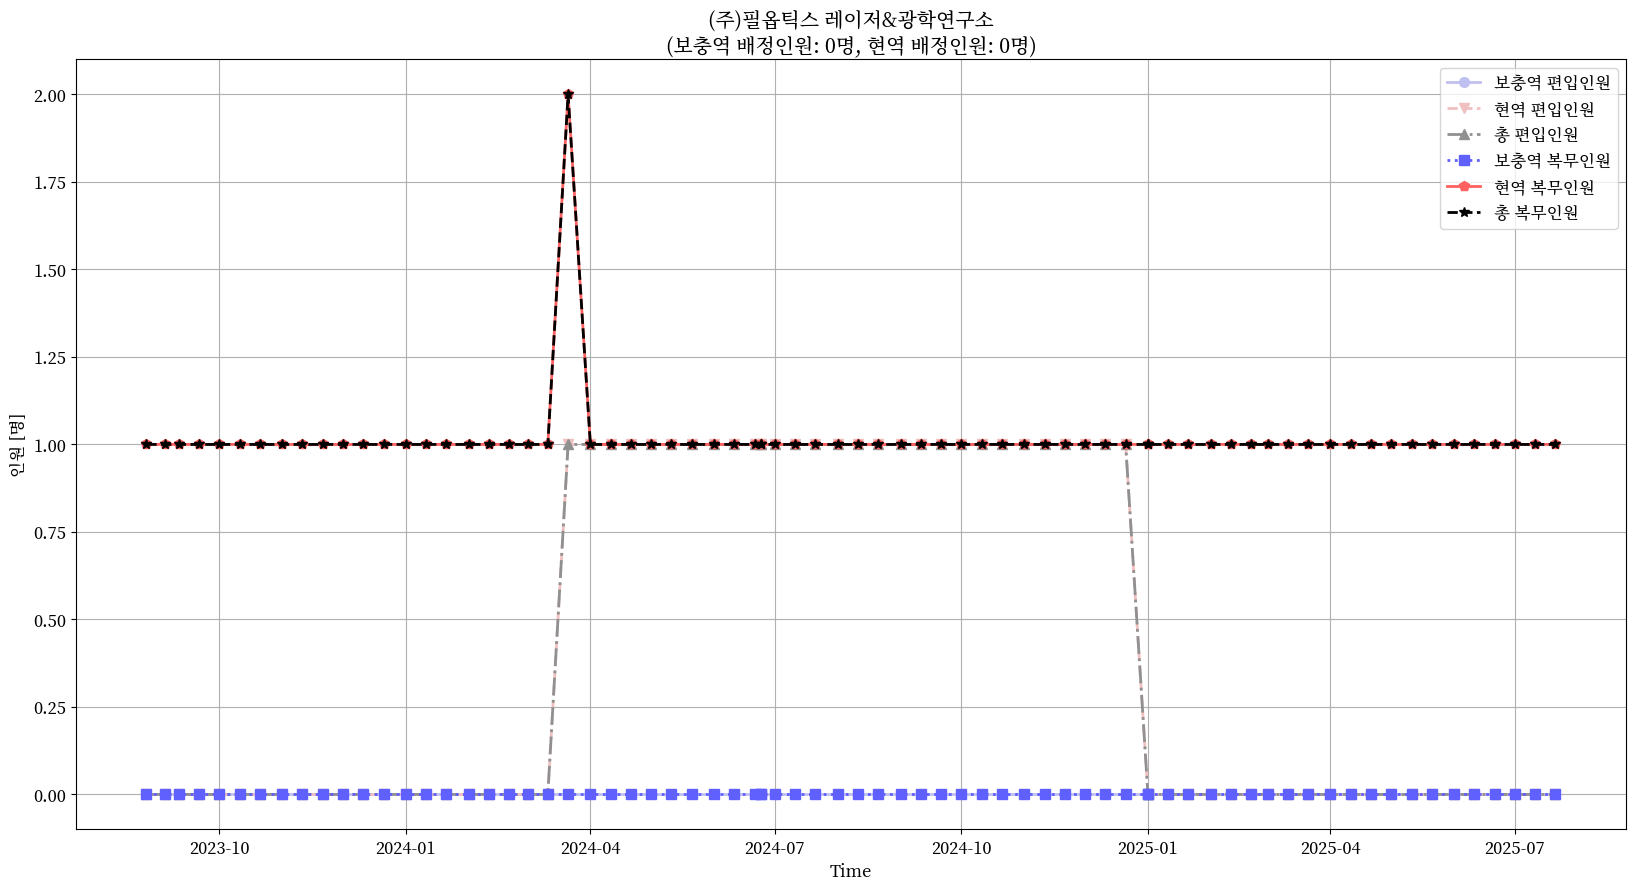 (주)필옵틱스 레이저&광학연구소
(보충역 배정인원: 0명, 현역 배정인원: 0명)
보충역 편입인원
현역 편입인원
총 편입인원
보충역 복무인원
현역 복무인원
총 복무인원
인원 [명]
2.00
1.75
1.50
1.25
1.00
0.75
0.50
0.25
0.00
2023-10
2024-01
2024-04
2024-07
2024-10
2025-01
2025-04
2025-07
Time